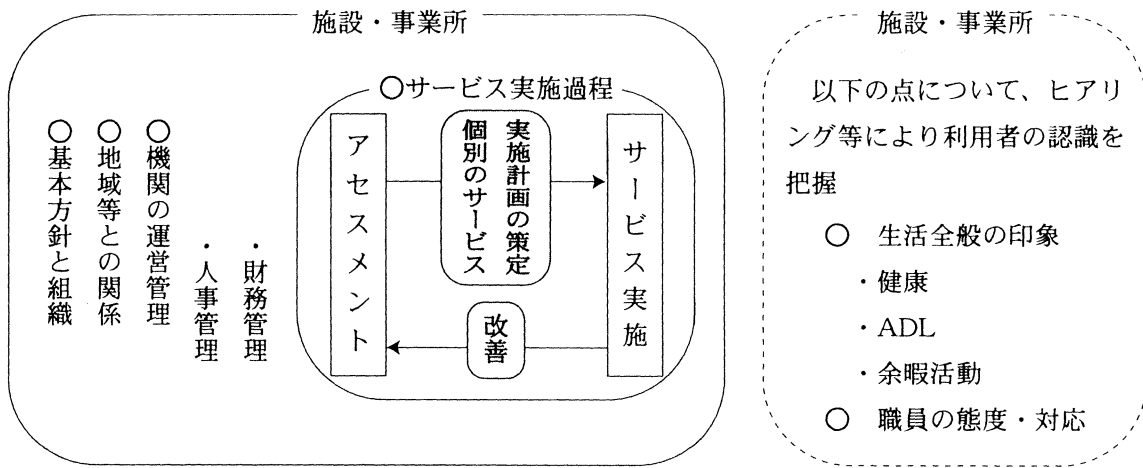 施設・事業所
○基本方針と組織
○地域等との関係
○機関の運営管理
・人事管理
・財務管理
○サービス実施過程
アセスメント
個別のサービス
実施計画の策定
サービス実施
改善
施設・事業所
以下の点について、ヒアリ
ング等により利用者の認識を
把握
○ 生活全般の印象
・健康
・ADL
・余暇活動
○ 職員の態度・対応